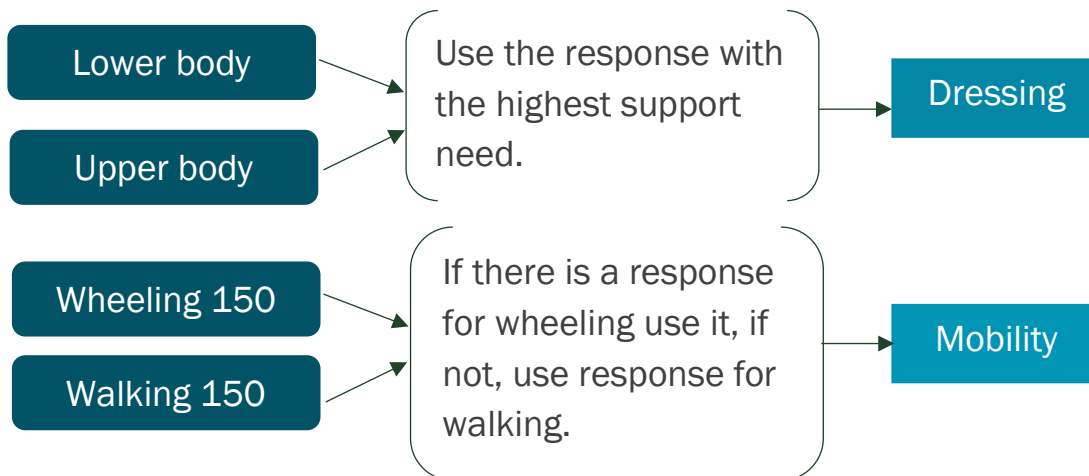 Lower body
Upper body
Use the response with
the highest support
need.
Dressing
Wheeling 150
Walking 150
If there is a response
for wheeling use it, if
not, use response for
walking.
Mobility